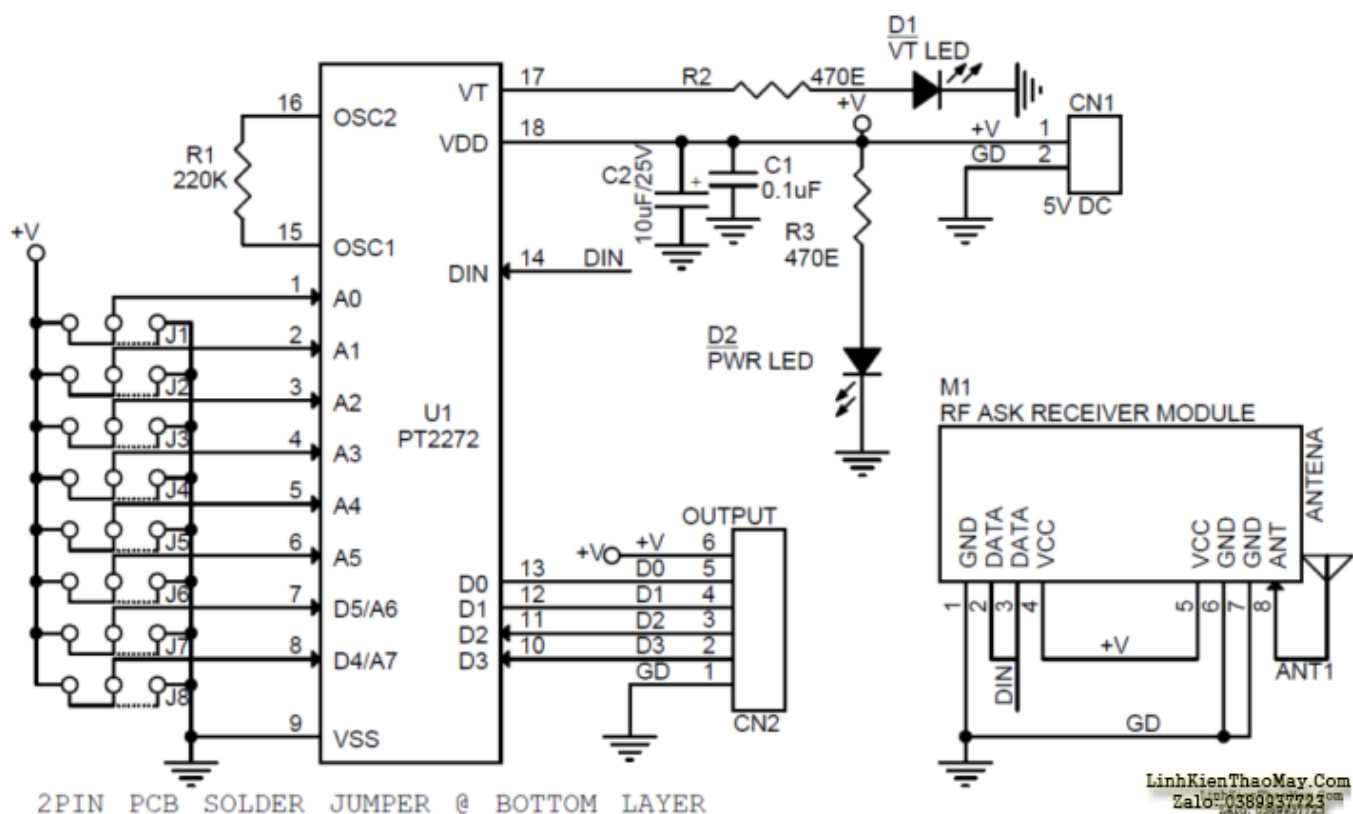 D1
VT LED
17
R2
470E
VT
+V
CN1
16
OSC2
18
VDD
+V
1
GD
2
5V DC
R1
220K
C2
10uF/25V
+
C1
0.1uF
R3
470E
15
OSC1
+V
14
DIN
DIN
1
A0
J1
2
A1
J2
3
A2
J3
4
A3
J4
5
A4
J5
6
A5
J6
7
D5/A6
J7
8
D4/A7
J8
9
VSS
U1
PT2272
D2
PWR LED
M1
RF ASK RECEIVER MODULE
ANTENA
GND
DATA
DATA
VCC
VCC
GND
GND
ANT
1
2
3
4
5
6
7
8
+V
DIN
ANT1
GD
OUTPUT
+V
+V
6
D0
13
D0
5
D1
12
D1
4
D2
11
D2
3
D3
10
D3
2
GD
1
CN2
2PIN PCB SOLDER JUMPER @ BOTTOM LAYER
LinhKienThaoMay.Com
Zalo: 0389937723